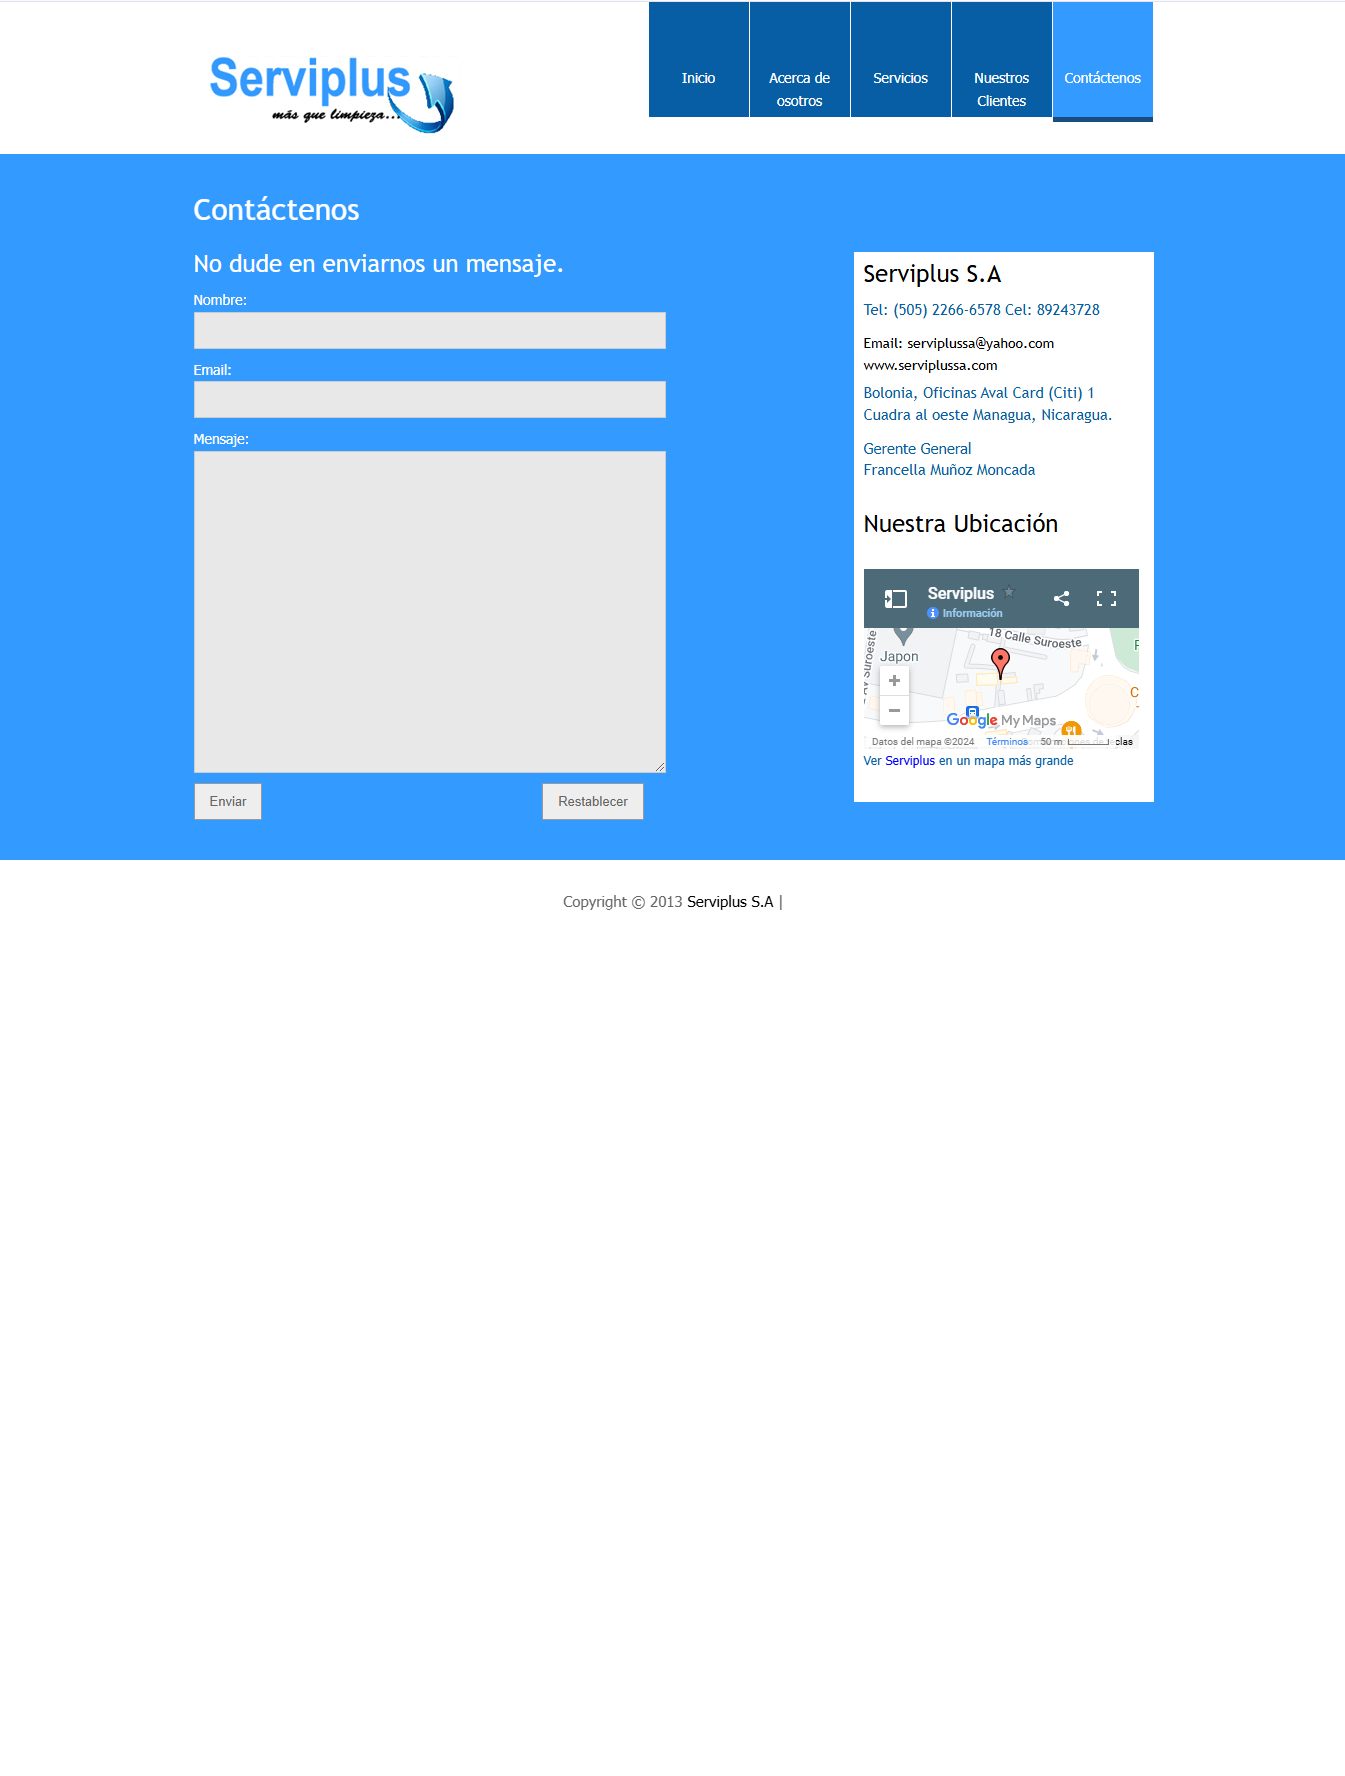 Serviplus
más que limpieza...
Inicio
Acerca de
osotros
Servicios
Nuestros
Clientes
Contáctenos
Contáctenos
No dude en enviarnos un mensaje.
Nombre:
Email:
Mensaje:
Enviar
Restablecer
Serviplus S.A
Tel: (505) 2266-6578 Cel: 89243728
Email: serviplussa@yahoo.com
www.serviplussa.com
Bolonia, Oficinas Aval Card (Citi) 1
Cuadra al oeste Managua, Nicaragua.
Gerente General
Francella Muñoz Moncada
Nuestra Ubicación
Serviplus
Información
18 Calle Suroeste
Av Suroeste
Japon
Google My Maps
Datos del mapa ©2024
Términos
50 m
Ver Serviplus en un mapa más grande
Copyright © 2013 Serviplus S.A |